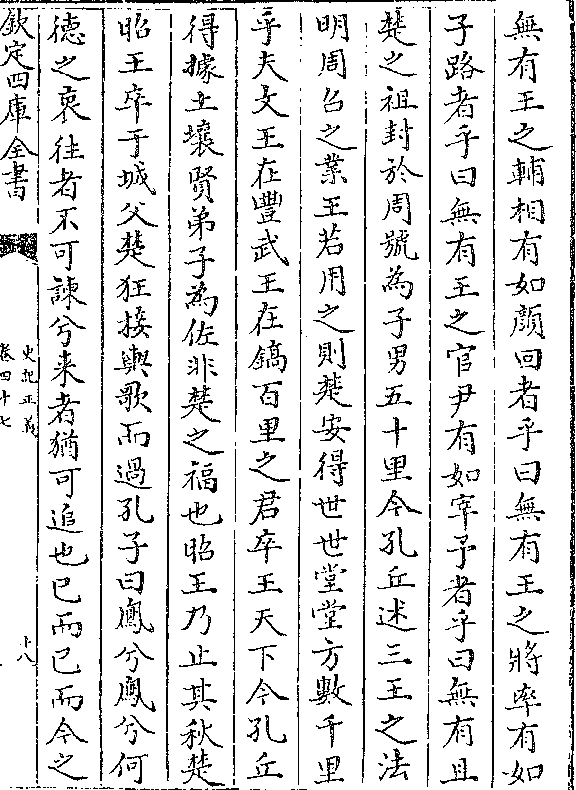 無有王之輔相有如顔回者乎曰無有王之將率有如
子路者乎曰無有王之官尹有如宰予者乎曰無有且
楚之祖封於周號為子男五十里今孔丘述三王之法
明周召之業王若用之則楚安得世世堂堂方數千里
乎夫文王在豐武王在鎬百里之君卒王天下今孔丘
得據土壤賢弟子為佐非楚之福也昭王乃止其秋楚
昭王卒于城父楚狂接輿歌而過孔子曰鳳兮鳳兮何
德之衰往者不可諫兮来者猶可追也已而已而今之
欽定四庫全書
史記正義
卷四十七
十八